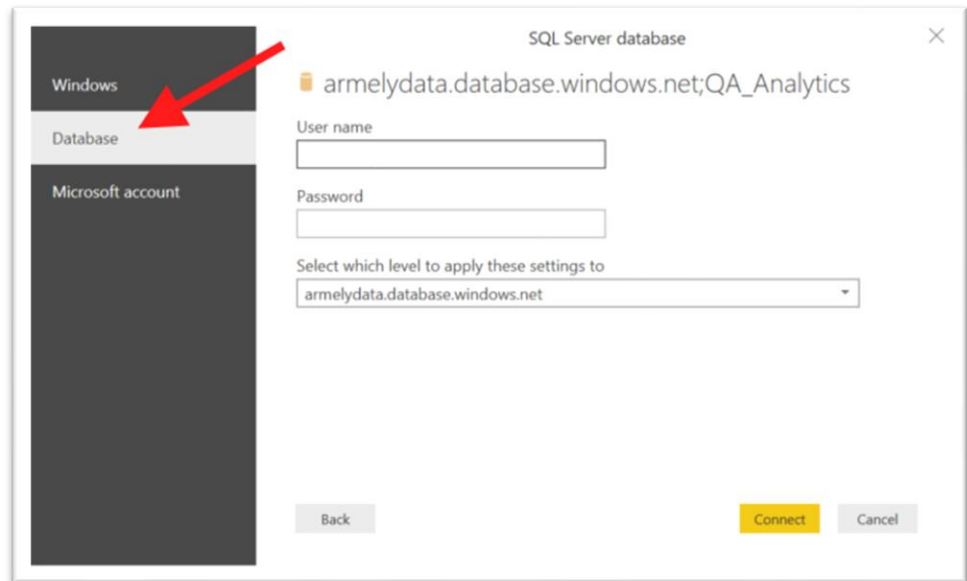 SQL Server database
Windows
Database
Microsoft account
armelydata.database.windows.net;QA_Analytics
User name
Password
Select which level to apply these settings to
armelydata.database.windows.net
Back
Connect
Cancel